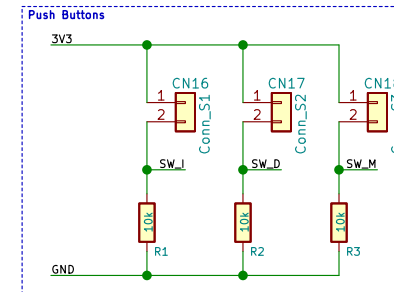 Push Buttons
3V3
CN16
CN17
1
2
1
2
1
2
Conn_S1
Conn_S2
SW_I
SW_D
SW_M
10k
10k
10k
R1
R2
R3
GND